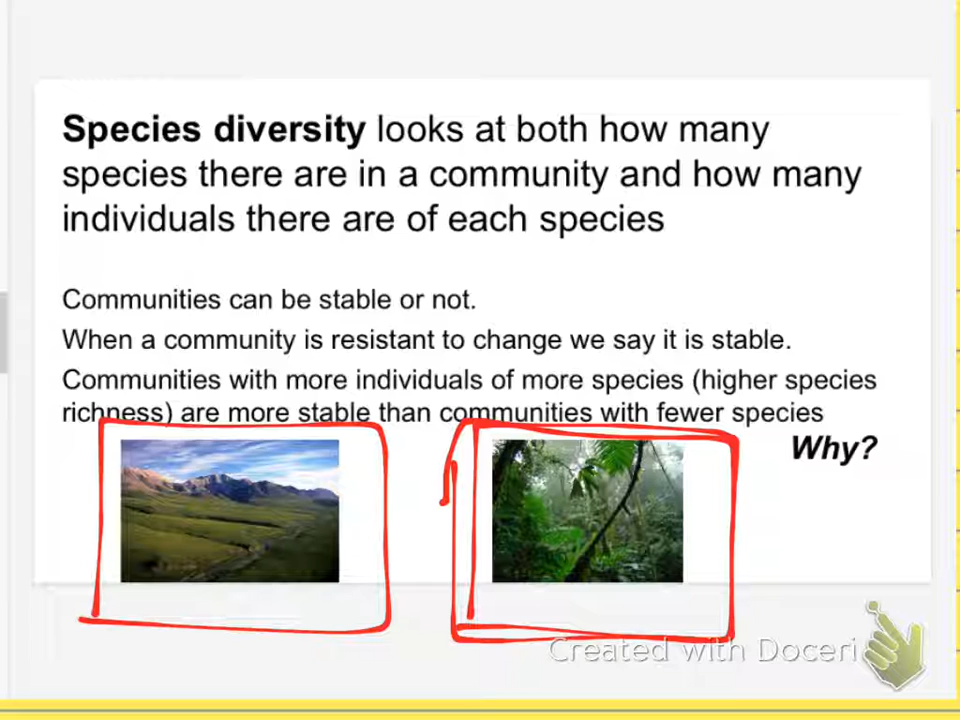 Species diversity looks at both how many
species there are in a community and how many
individuals there are of each species
Communities can be stable or not.
When a community is resistant to change we say it is stable.
Communities with more individuals of more species (higher species
richness) are more stable than communities with fewer species
Why?
Created with Doceri